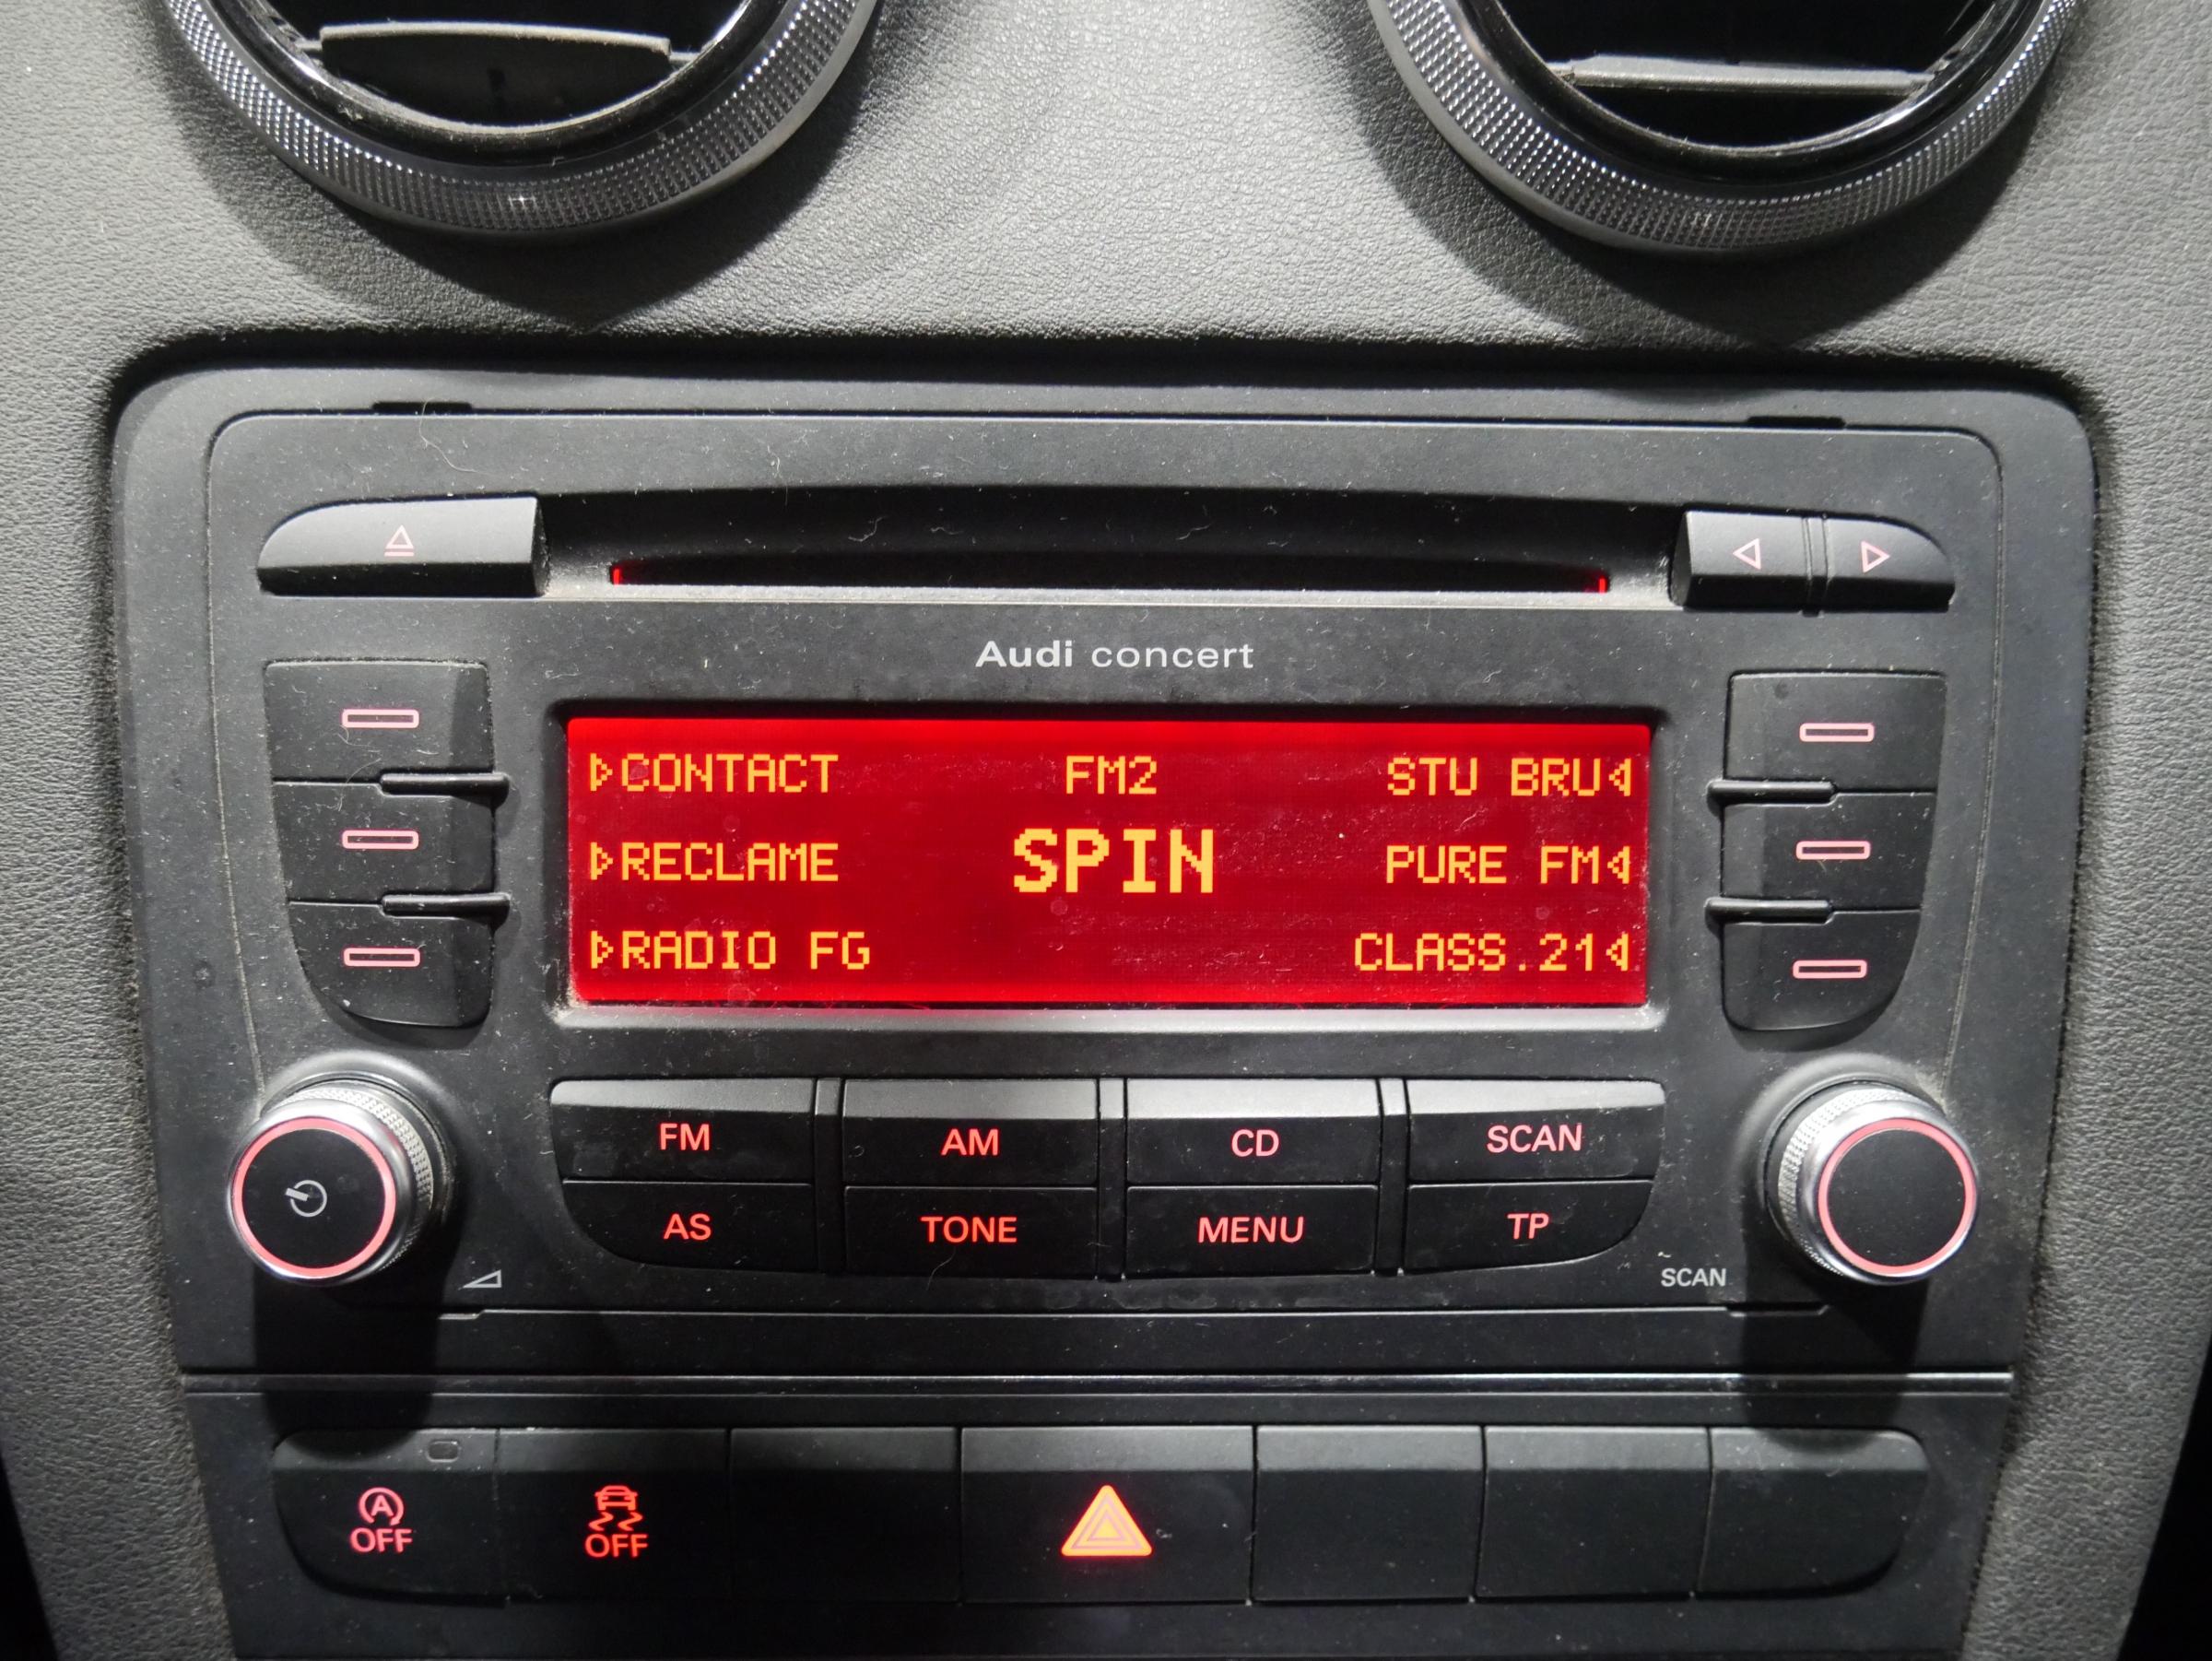 Audi concert
CONTACT FM2 STU BRU
RECLAME SPIN PURE FM
RADIO FG CLASS.21
FM AM CD SCAN
AS TONE MENU TP
SCAN
A
OFF OFF